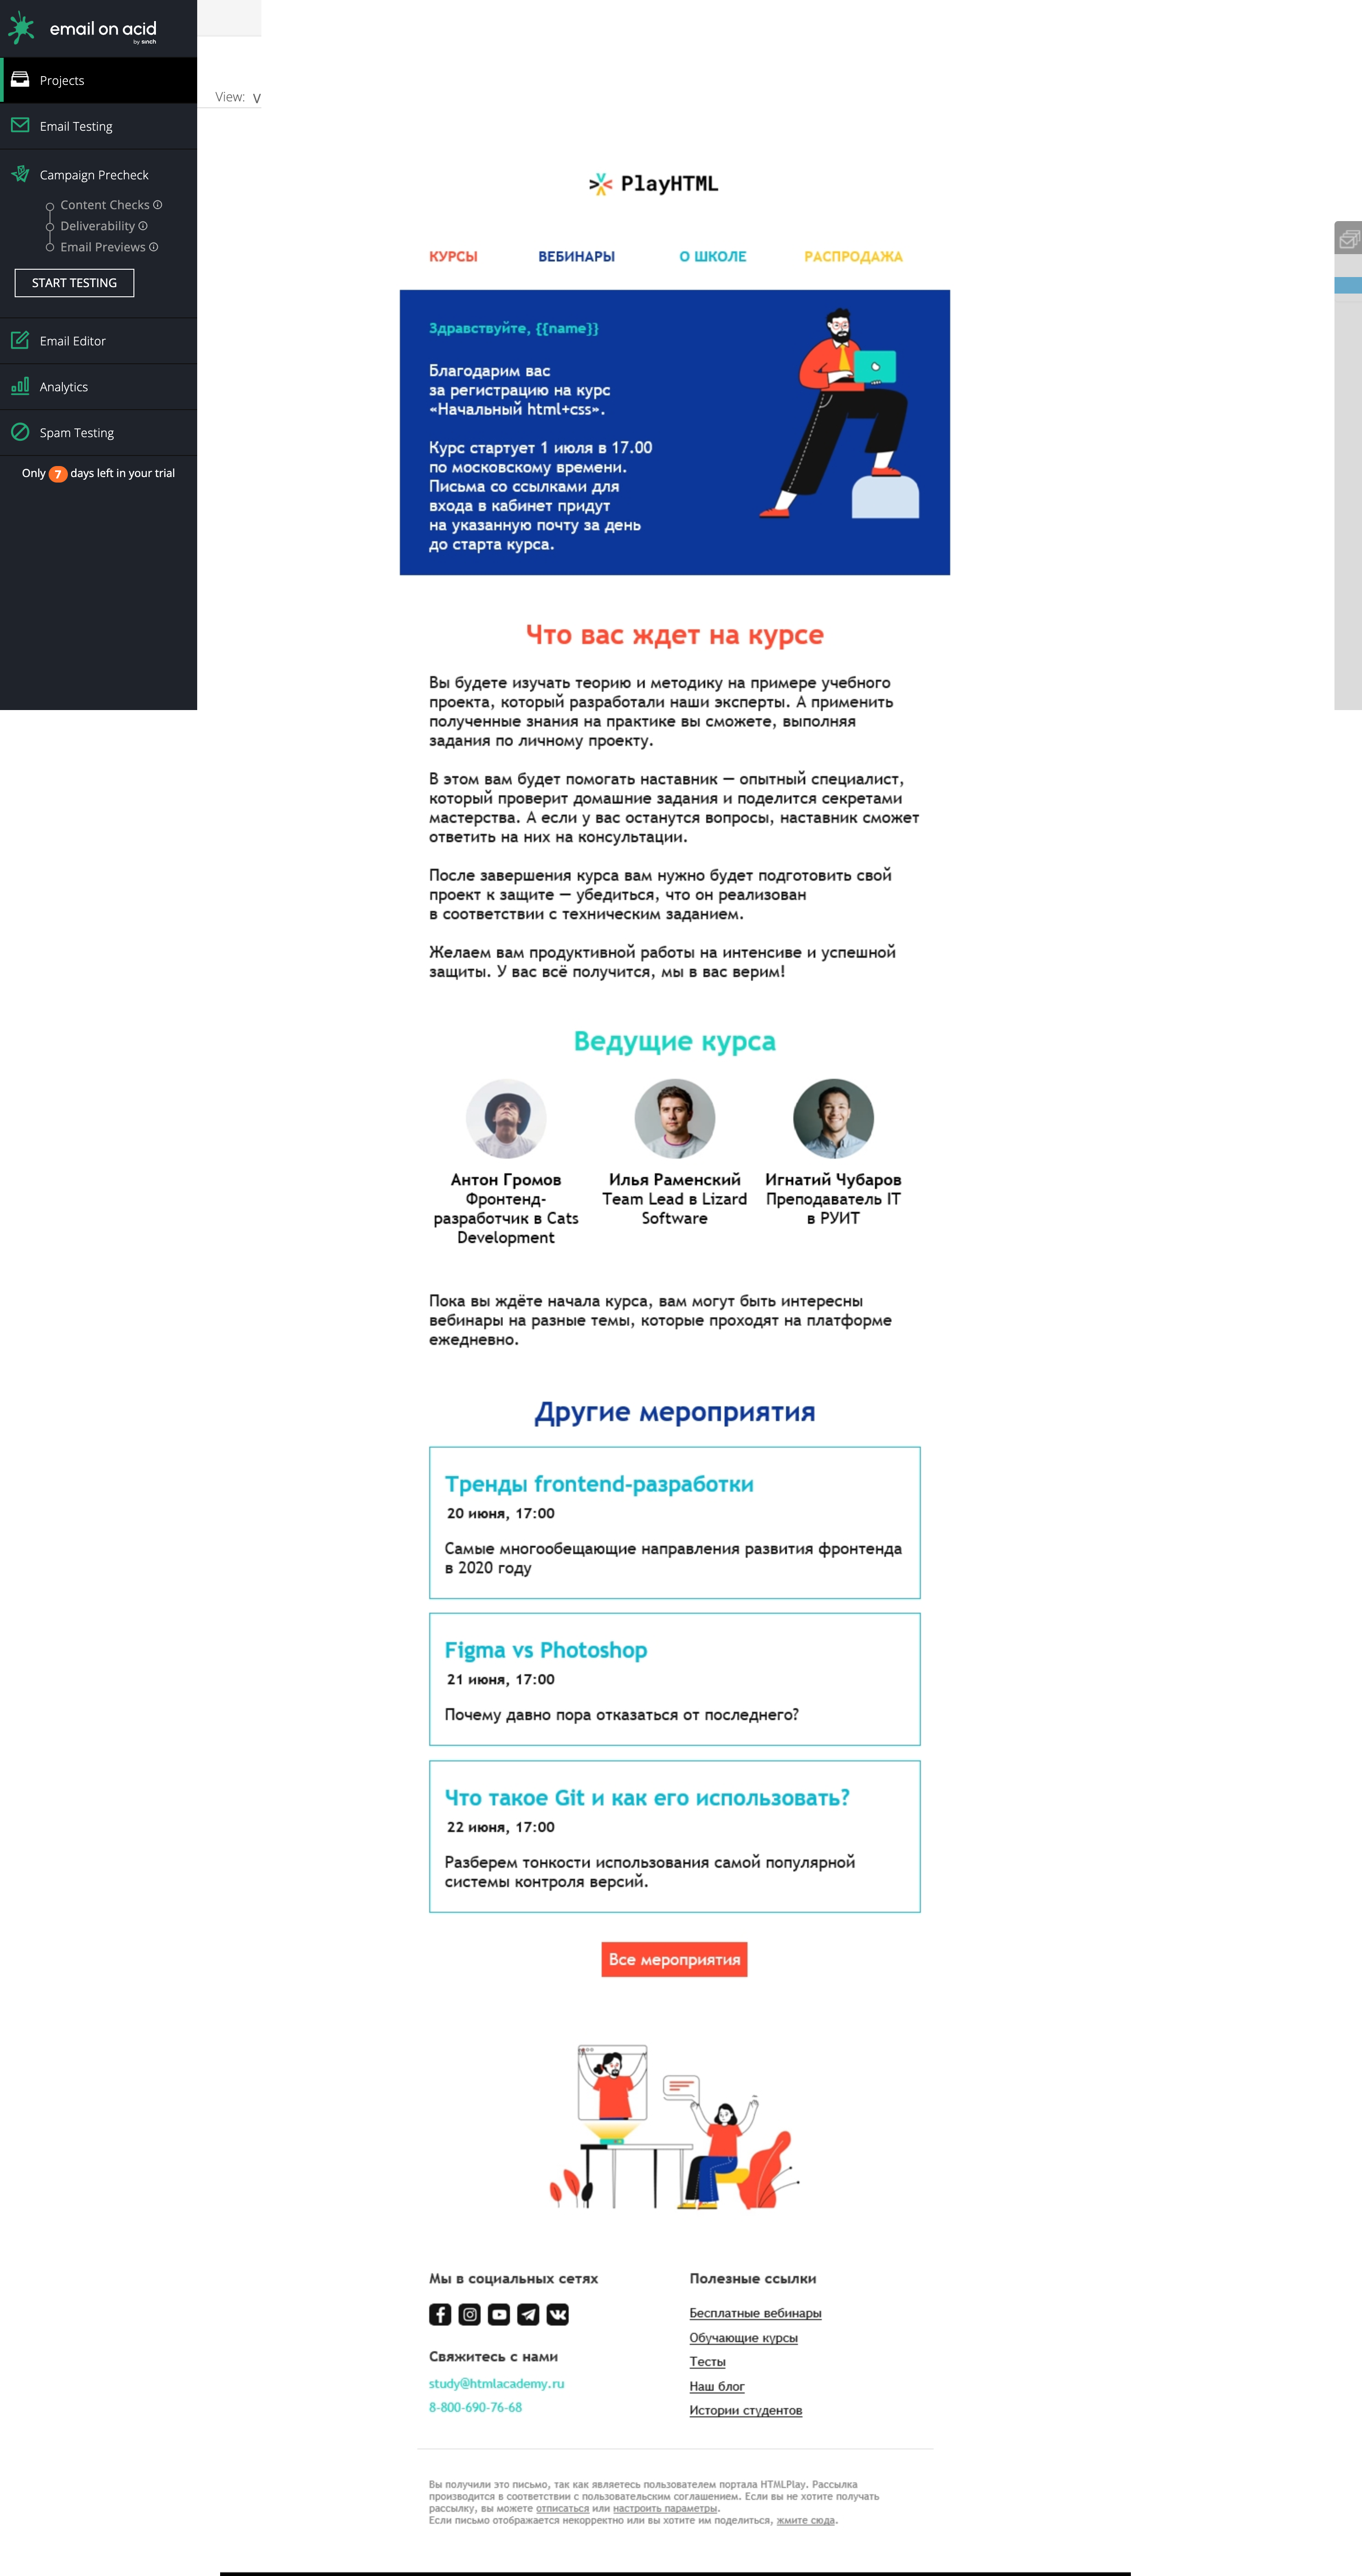 email on acid
by sinch
Projects
Email Testing
Campaign Precheck
Content Checks
Deliverability
Email Previews
START TESTING
Email Editor
Analytics
Spam Testing
Only 7 days left in your trial
View: V
PlayHTML
КУРСЫ ВЕБИНАРЫ О ШКОЛЕ РАСПРОДАЖА
Здравствуйте, {{name}}
Благодарим вас
за регистрацию на курс
«Начальный html+css».
Курс стартует 1 июля в 17.00
по московскому времени.
Письма со ссылками для
входа в кабинет придут
на указанную почту за день
до старта курса.
Что вас ждет на курсе
Вы будете изучать теорию и методику на примере учебного
проекта, который разработали наши эксперты. А применить
полученные знания на практике вы сможете, выполняя
задания по личному проекту.
В этом вам будет помогать наставник — опытный специалист,
который проверит домашние задания и поделится секретами
мастерства. А если у вас останутся вопросы, наставник сможет
ответить на них на консультации.
После завершения курса вам нужно будет подготовить свой
проект к защите — убедиться, что он реализован
в соответствии с техническим заданием.
Желаем вам продуктивной работы на интенсиве и успешной
защиты. У вас всё получится, мы в вас верим!
Ведущие курса
Антон Громов
Фронтенд-
разработчик в Cats
Development
Илья Раменский
Team Lead в Lizard
Software
Игнатий Чубаров
Преподаватель IT
в РУИТ
Пока вы ждёте начала курса, вам могут быть интересны
вебинары на разные темы, которые проходят на платформе
ежедневно.
Другие мероприятия
Тренды frontend-разработки
20 июня, 17:00
Самые многообещающие направления развития фронтенда
в 2020 году
Figma vs Photoshop
21 июня, 17:00
Почему давно пора отказаться от последнего?
Что такое Git и как его использовать?
22 июня, 17:00
Разберем тонкости использования самой популярной
системы контроля версий.
Все мероприятия
Мы в социальных сетях
Свяжитесь с нами
study@htmlacademy.ru
8-800-690-76-68
Полезные ссылки
Бесплатные вебинары
Обучающие курсы
Тесты
Наш блог
Истории студентов
Вы получили это письмо, так как являетесь пользователем портала HTMLPlay. Рассылка
производится в соответствии с пользовательским соглашением. Если вы не хотите получать
рассылку, вы можете отписаться или настроить параметры.
Если письмо отображается некорректно или вы хотите им поделиться, жмите сюда.